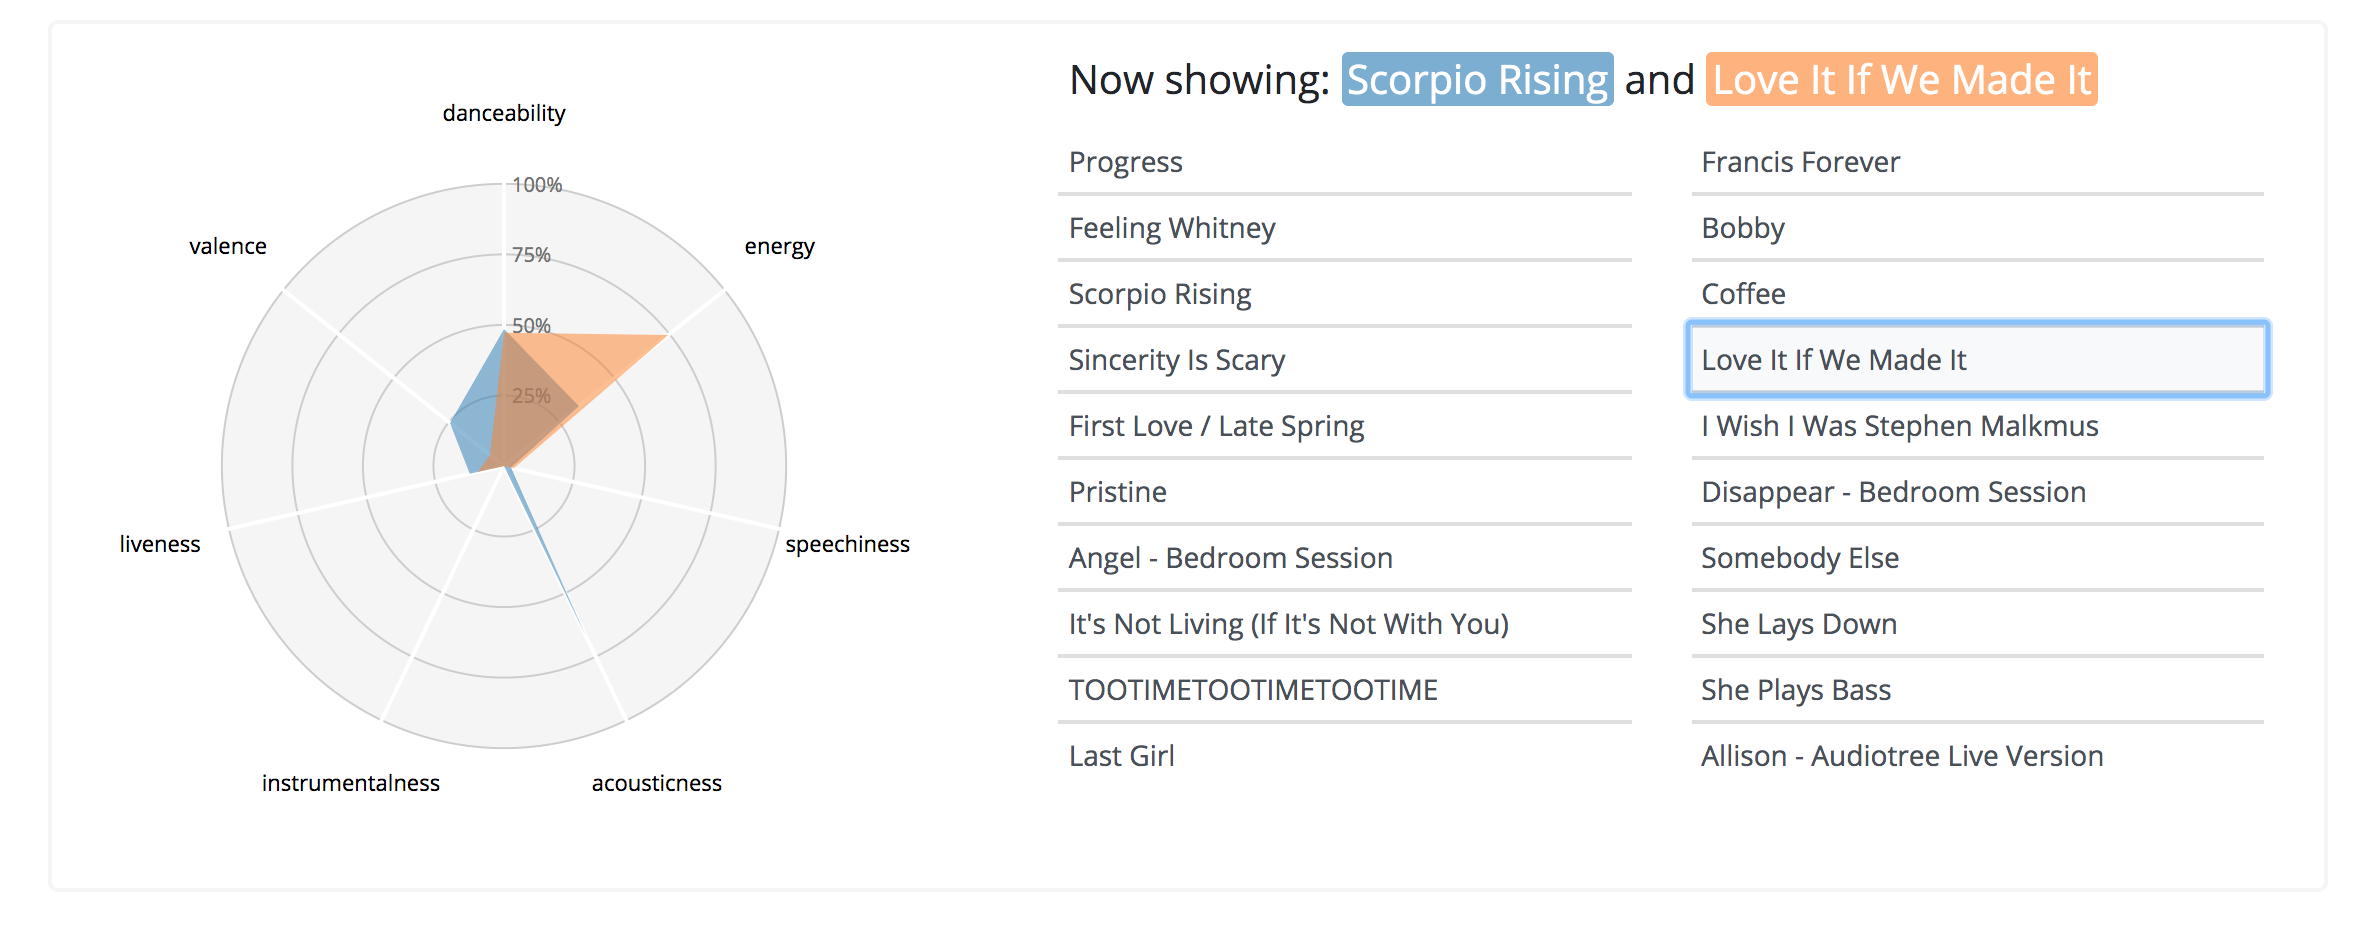 Now showing: Scorpio Rising and Love It If We Made It
danceability
100%
75%
50%
25%
valence
energy
liveness
speechiness
instrumentalness
acousticness
Progress
Feeling Whitney
Scorpio Rising
Sincerity Is Scary
First Love / Late Spring
Pristine
Angel - Bedroom Session
It's Not Living (If It's Not With You)
TOOTIMETOOTIMETOOTIME
Last Girl
Francis Forever
Bobby
Coffee
Love It If We Made It
I Wish I Was Stephen Malkmus
Disappear - Bedroom Session
Somebody Else
She Lays Down
She Plays Bass
Allison - Audiotree Live Version